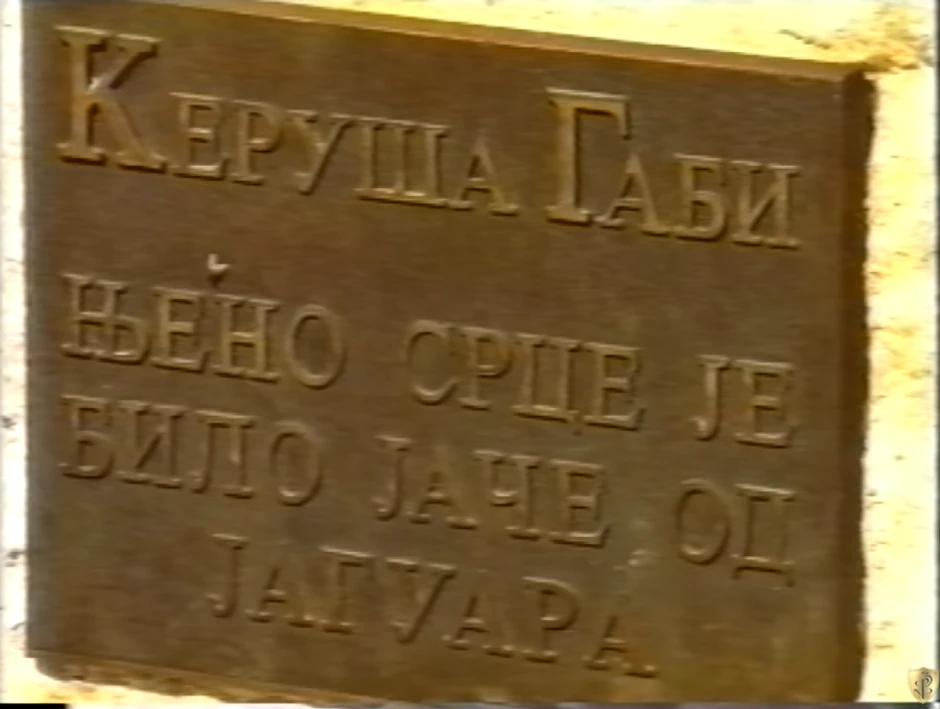 Керуша Габи
ЊЕНО СРЦЕ ЈЕ
БИЛО ЈАЧЕ ОД
ЈАГУАРА